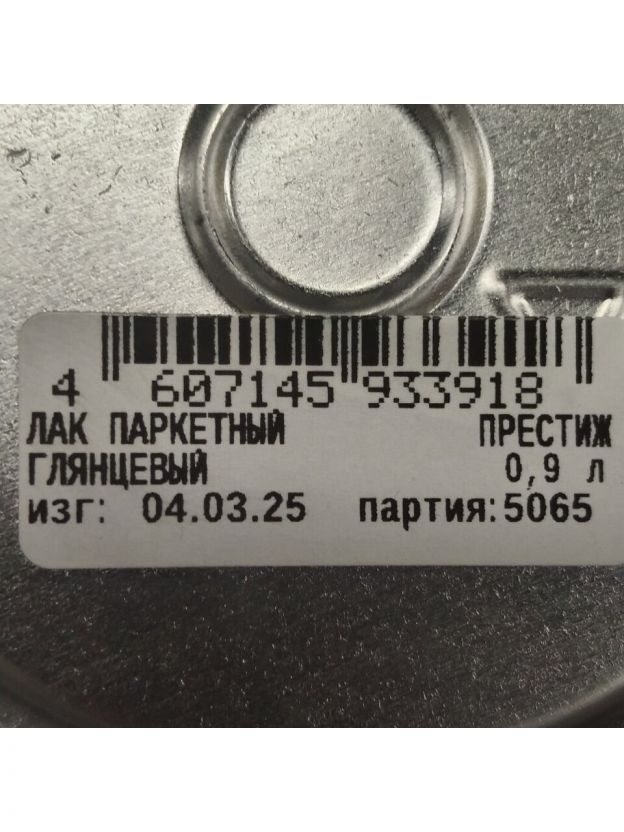 4 607145 933918
ЛАК ПАРКЕТНЫЙ ПРЕСТИЖ
ГЛЯНЦЕВЫЙ 0,9 л
изг: 04.03.25 партия:5065